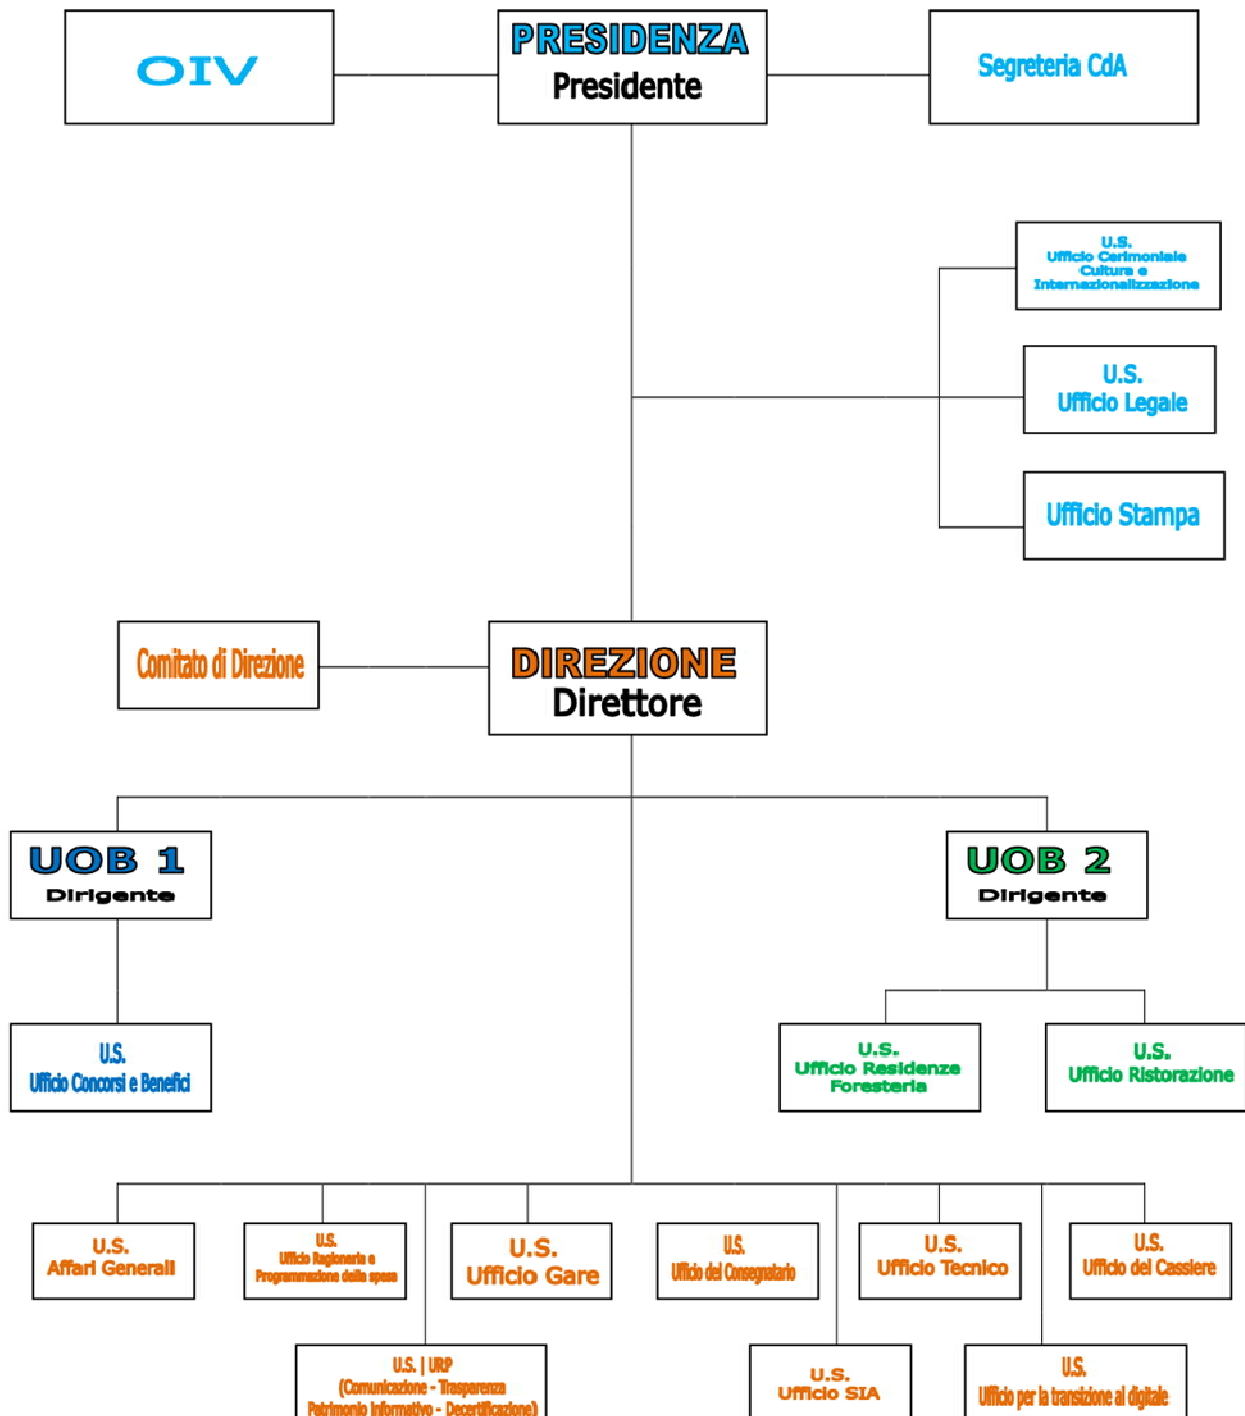 OIV
PRESIDENZA
Presidente
Segreteria CdA
U.S.
Ufficio Cerimoniale
Cultura e
Internazionalizzazione
U.S.
Ufficio Legale
Ufficio Stampa
Comitato di Direzione
DIREZIONE
Direttore
UOB 1
Dirigente
UOB 2
Dirigente
U.S.
Ufficio Concorsi e Benefici
U.S.
Ufficio Residenze
Foresteria
U.S.
Ufficio Ristorazione
U.S.
Affari Generali
U.S.
Ufficio Ragioneria e
Programmazione della spesa
U.S.
Ufficio Gare
U.S.
Ufficio del Consegnatario
U.S.
Ufficio Tecnico
U.S.
Ufficio del Cassiere
U.S. | URP
(Comunicazione - Trasparenza
Patrimonio Informativo - Decertificazione)
U.S.
Ufficio SIA
U.S.
Ufficio per la transizione al digitale